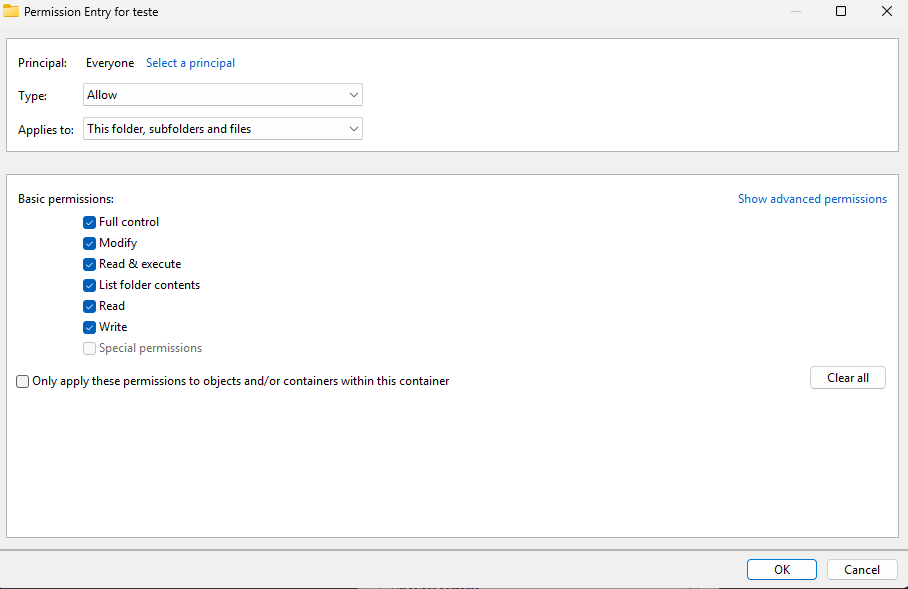 Permission Entry for teste
Principal: Everyone Select a principal
Type: Allow
Applies to: This folder, subfolders and files
Basic permissions: Show advanced permissions
Full control
Modify
Read & execute
List folder contents
Read
Write
Special permissions
Only apply these permissions to objects and/or containers within this container
Clear all
OK Cancel